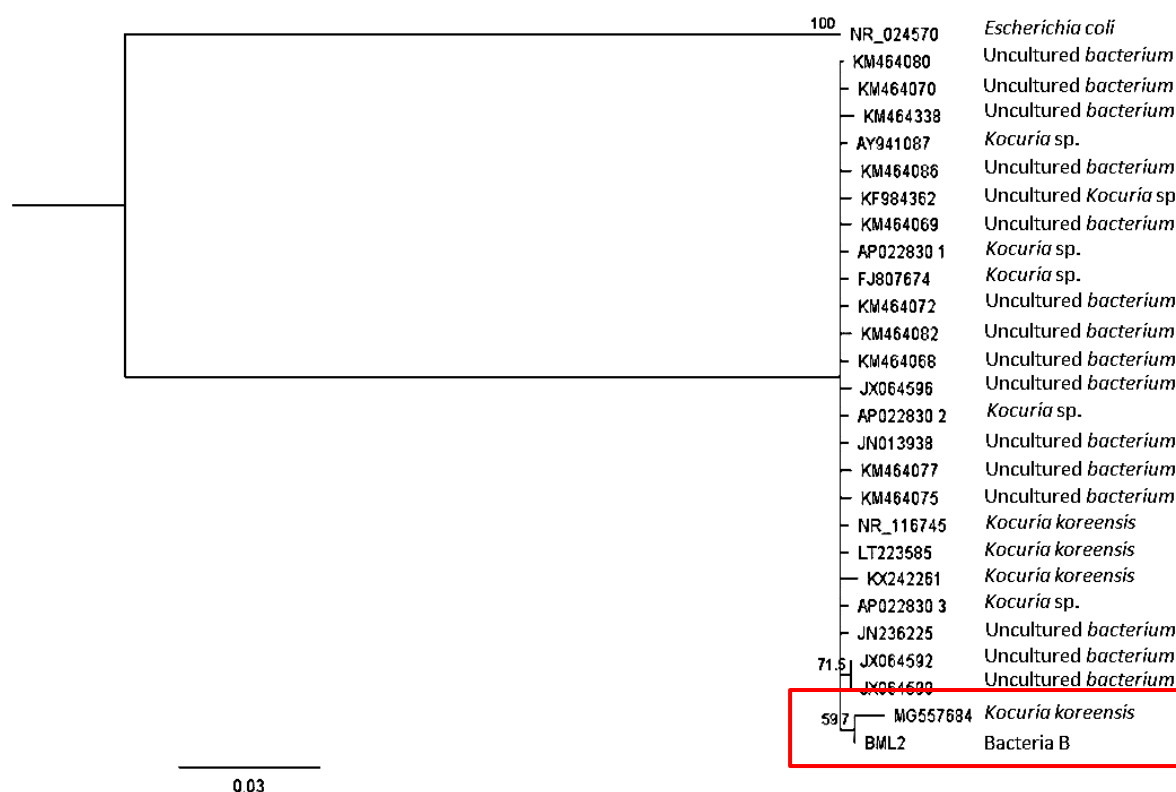 100 NR_024570 Escherichia coli
KM464080 Uncultured bacterium
KM464070 Uncultured bacterium
KM464338 Uncultured bacterium
AY941087 Kocuria sp.
KM464086 Uncultured bacterium
KF984362 Uncultured Kocuria sp
KM464069 Uncultured bacterium
AP022830 1 Kocuria sp.
FJ807674 Kocuria sp.
KM464072 Uncultured bacterium
KM464082 Uncultured bacterium
KM464068 Uncultured bacterium
JX064596 Uncultured bacterium
AP022830 2 Kocuria sp.
JN013938 Uncultured bacterium
KM464077 Uncultured bacterium
KM464075 Uncultured bacterium
NR_116745 Kocuria koreensis
LT223585 Kocuria koreensis
KX242261 Kocuria koreensis
AP022830 3 Kocuria sp.
JN236225 Uncultured bacterium
71.5 JX064592 Uncultured bacterium
Uncultured bacterium
59.7 MG557684 Kocuria koreensis
BML2 Bacteria B
0.03